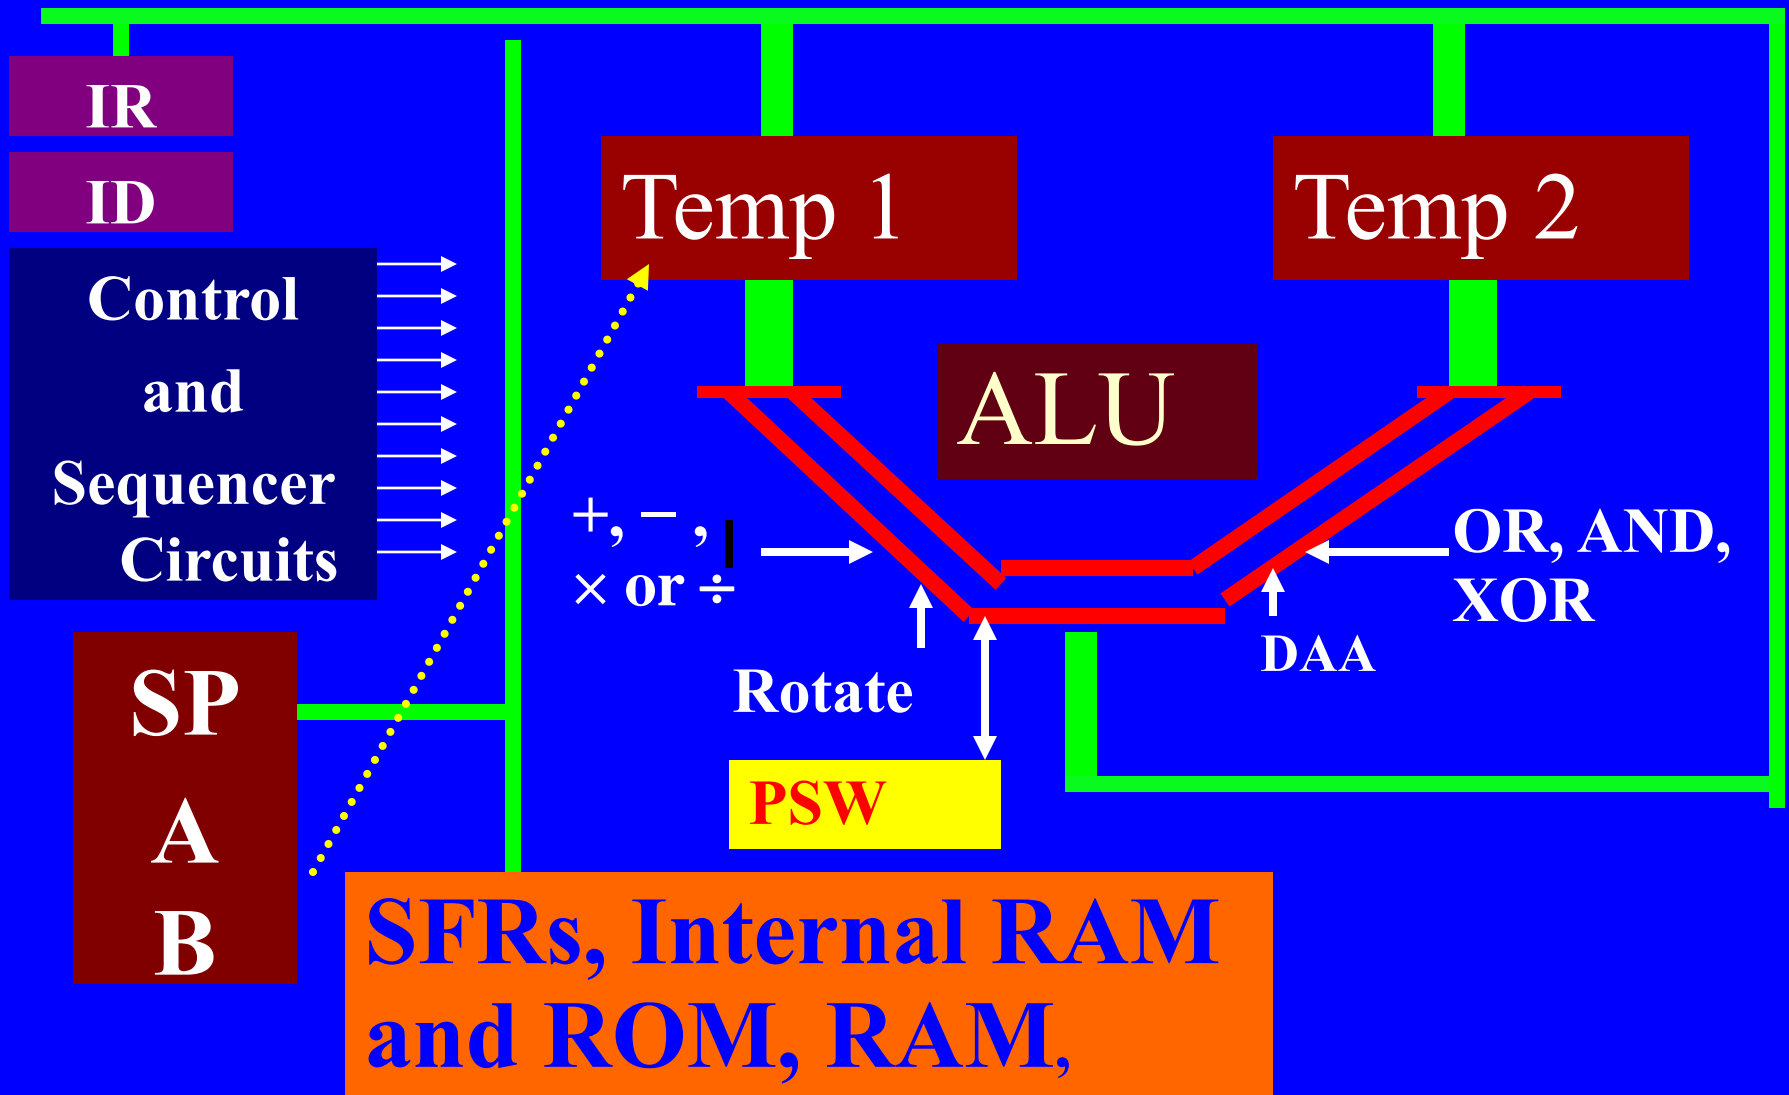 IR
ID
Control
and
Sequencer
Circuits
SP
A
B
Temp 1
Temp 2
ALU
+, − ,
× or ÷
Rotate
OR, AND,
XOR
DAA
PSW
SFRs, Internal RAM
and ROM, RAM,